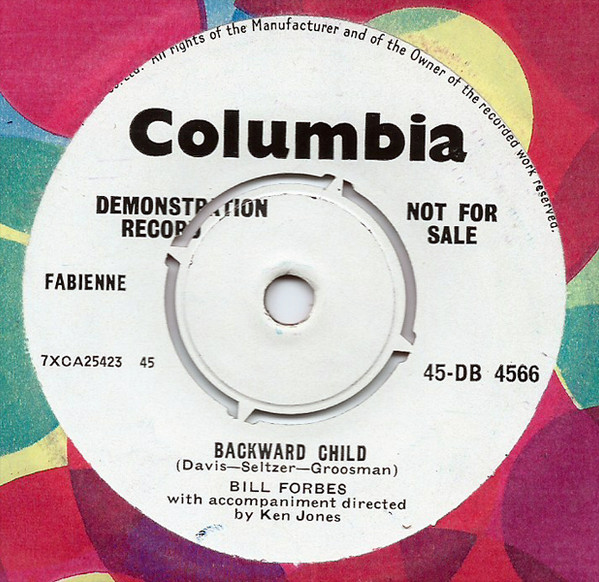 Ltd. All rights of the Manufacturer and of the Owner of the recorded work reserved.
Columbia
DEMONSTRATION
RECORD
NOT FOR
SALE
FABIENNE
7XCA25423 45
45-DB 4566
BACKWARD CHILD
(Davis—Seltzer—Groosman)
BILL FORBES
with accompaniment directed
by Ken Jones